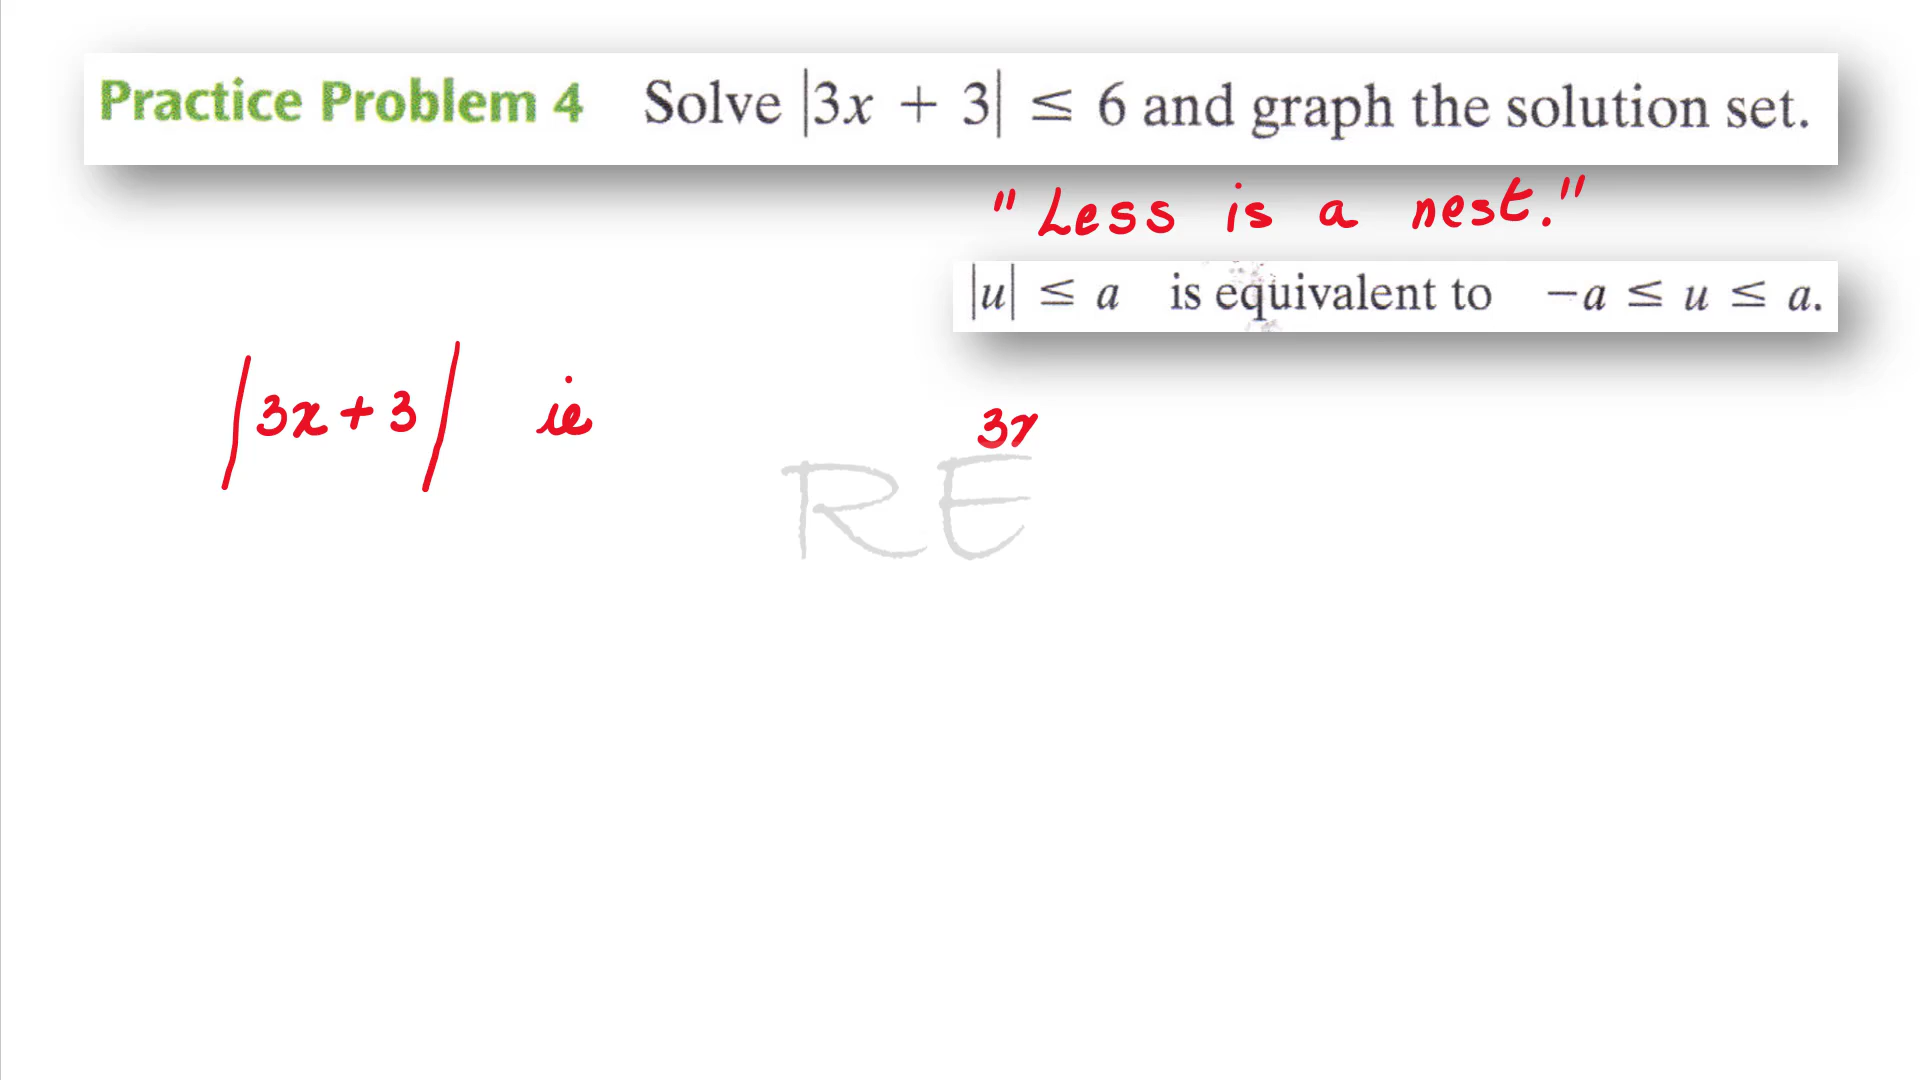 Practice Problem 4 Solve |3x + 3| ≤ 6 and graph the solution set.
"Less is a nest."
|u| ≤ a is equivalent to −a ≤ u ≤ a.
|3x+3| is 3x
RE